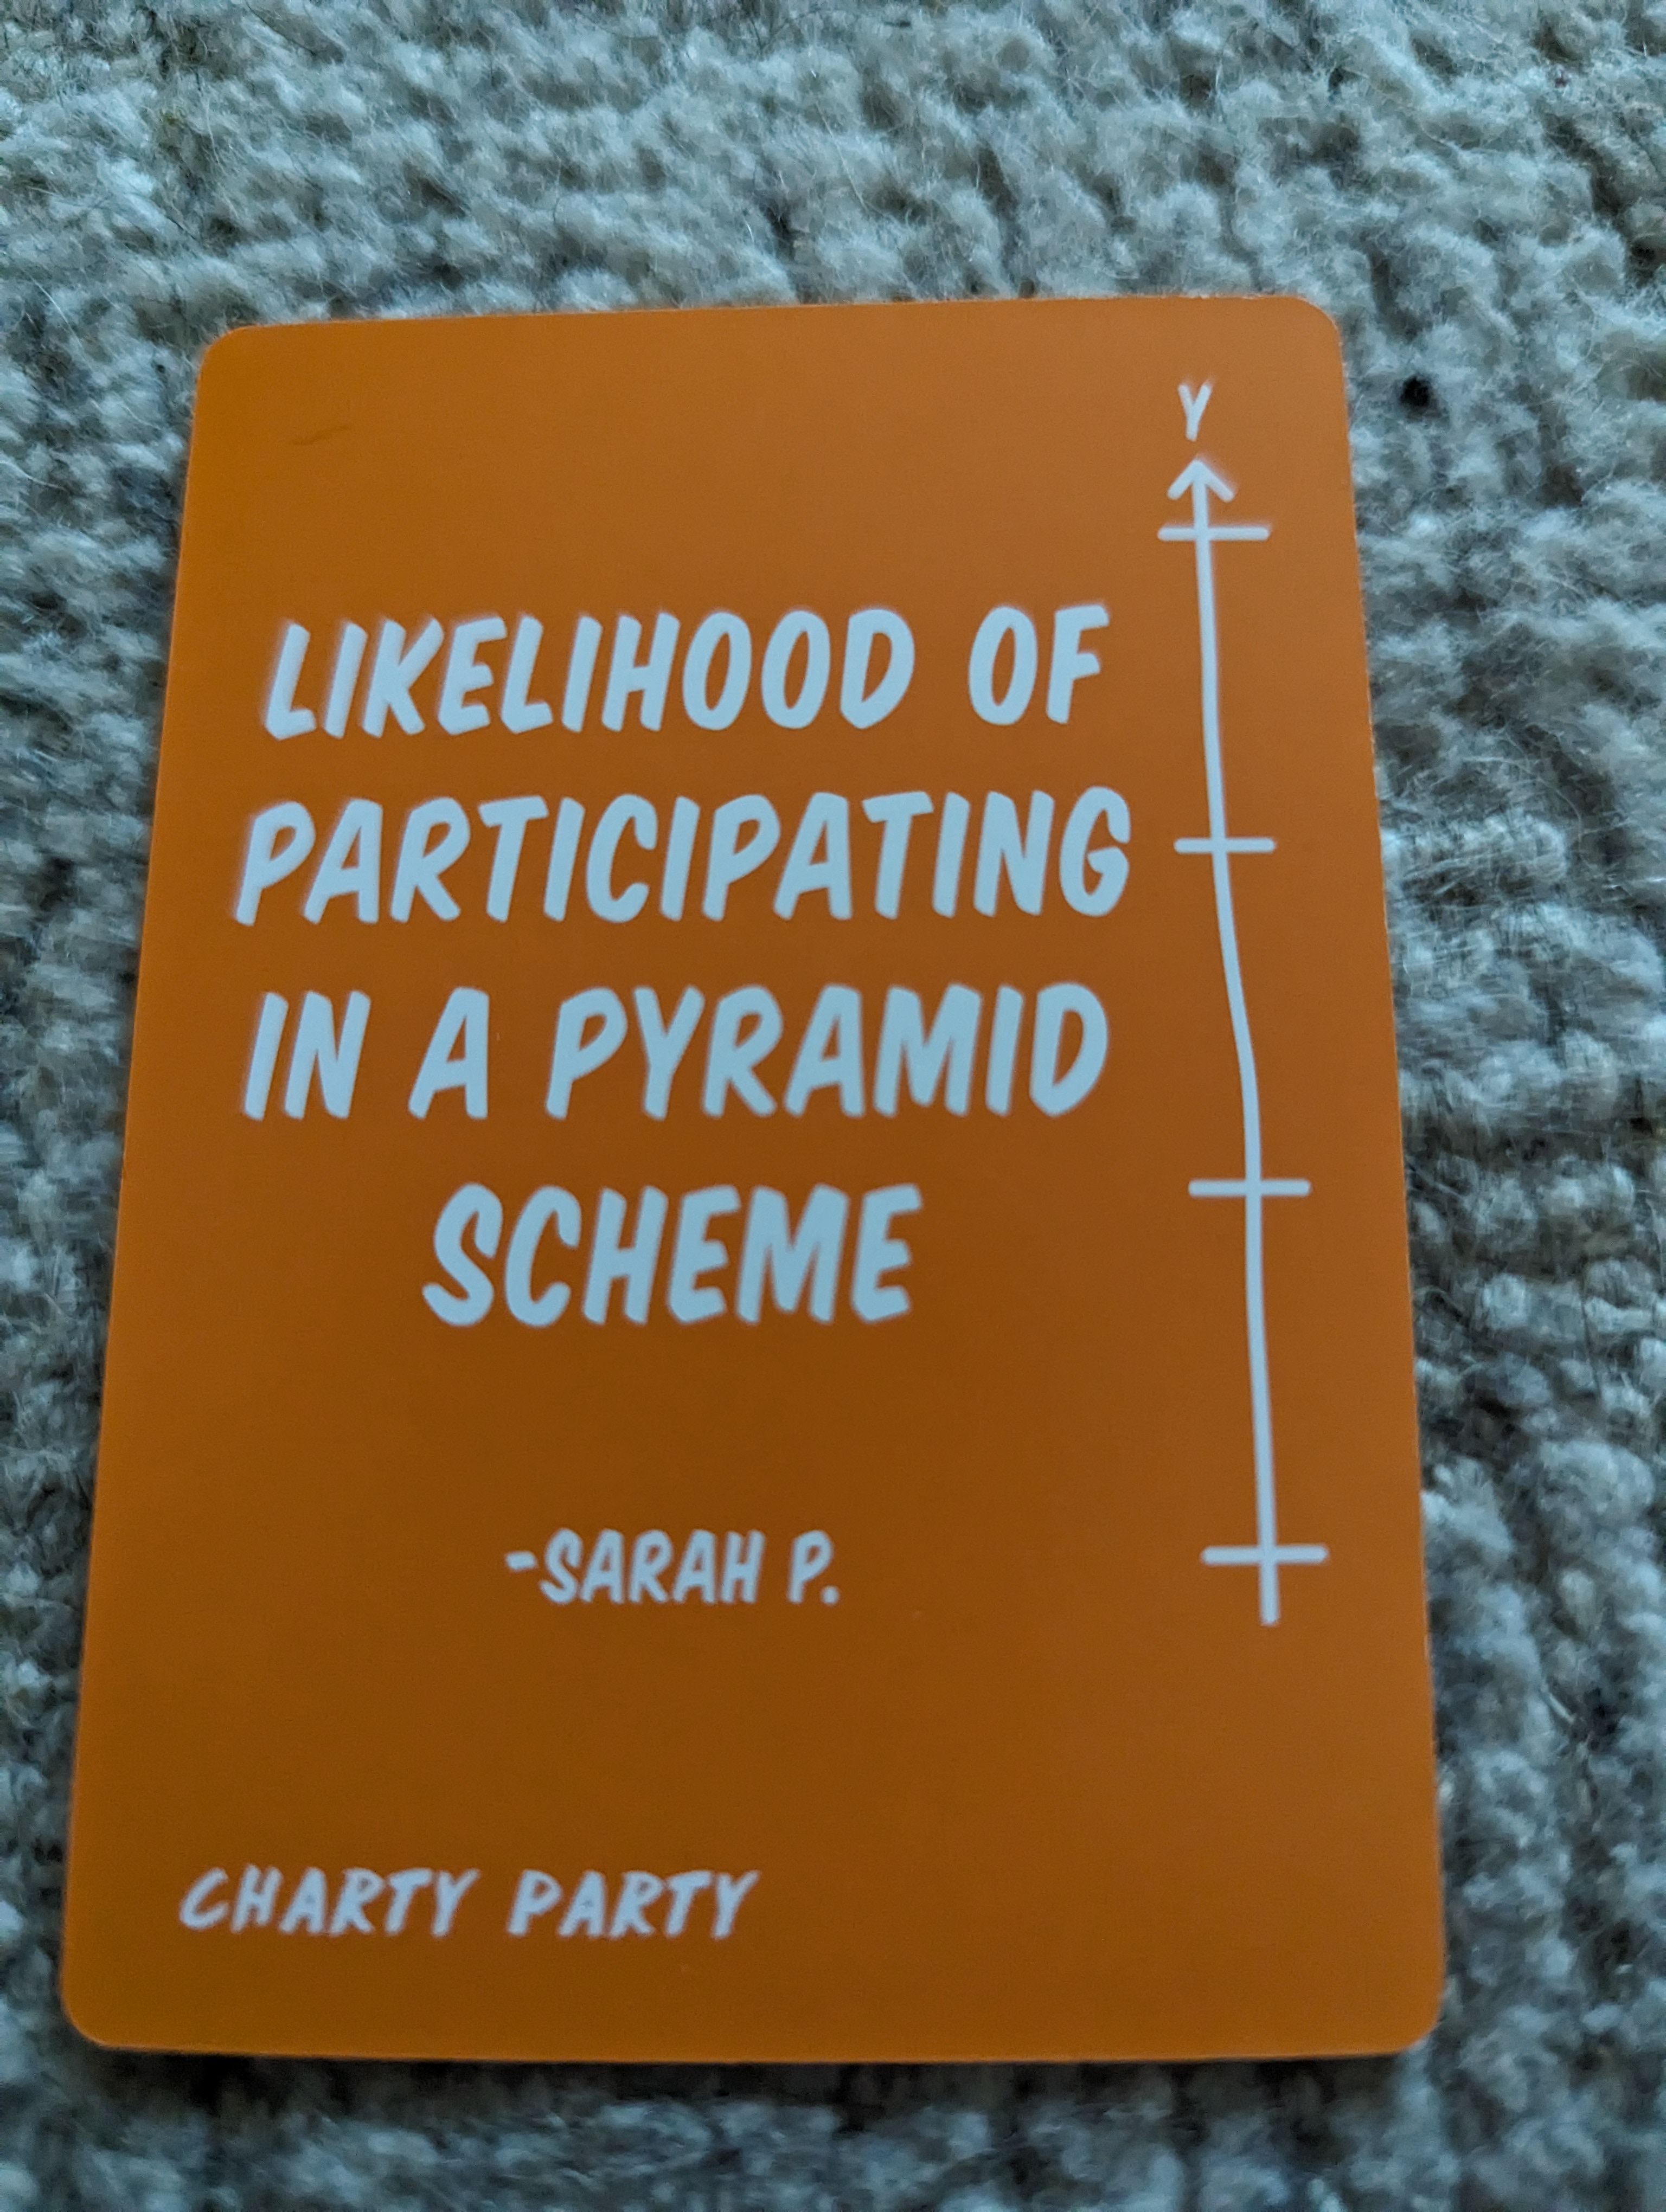 Y
LIKELIHOOD OF
PARTICIPATING
IN A PYRAMID
SCHEME
-SARAH P.
CHARTY PARTY